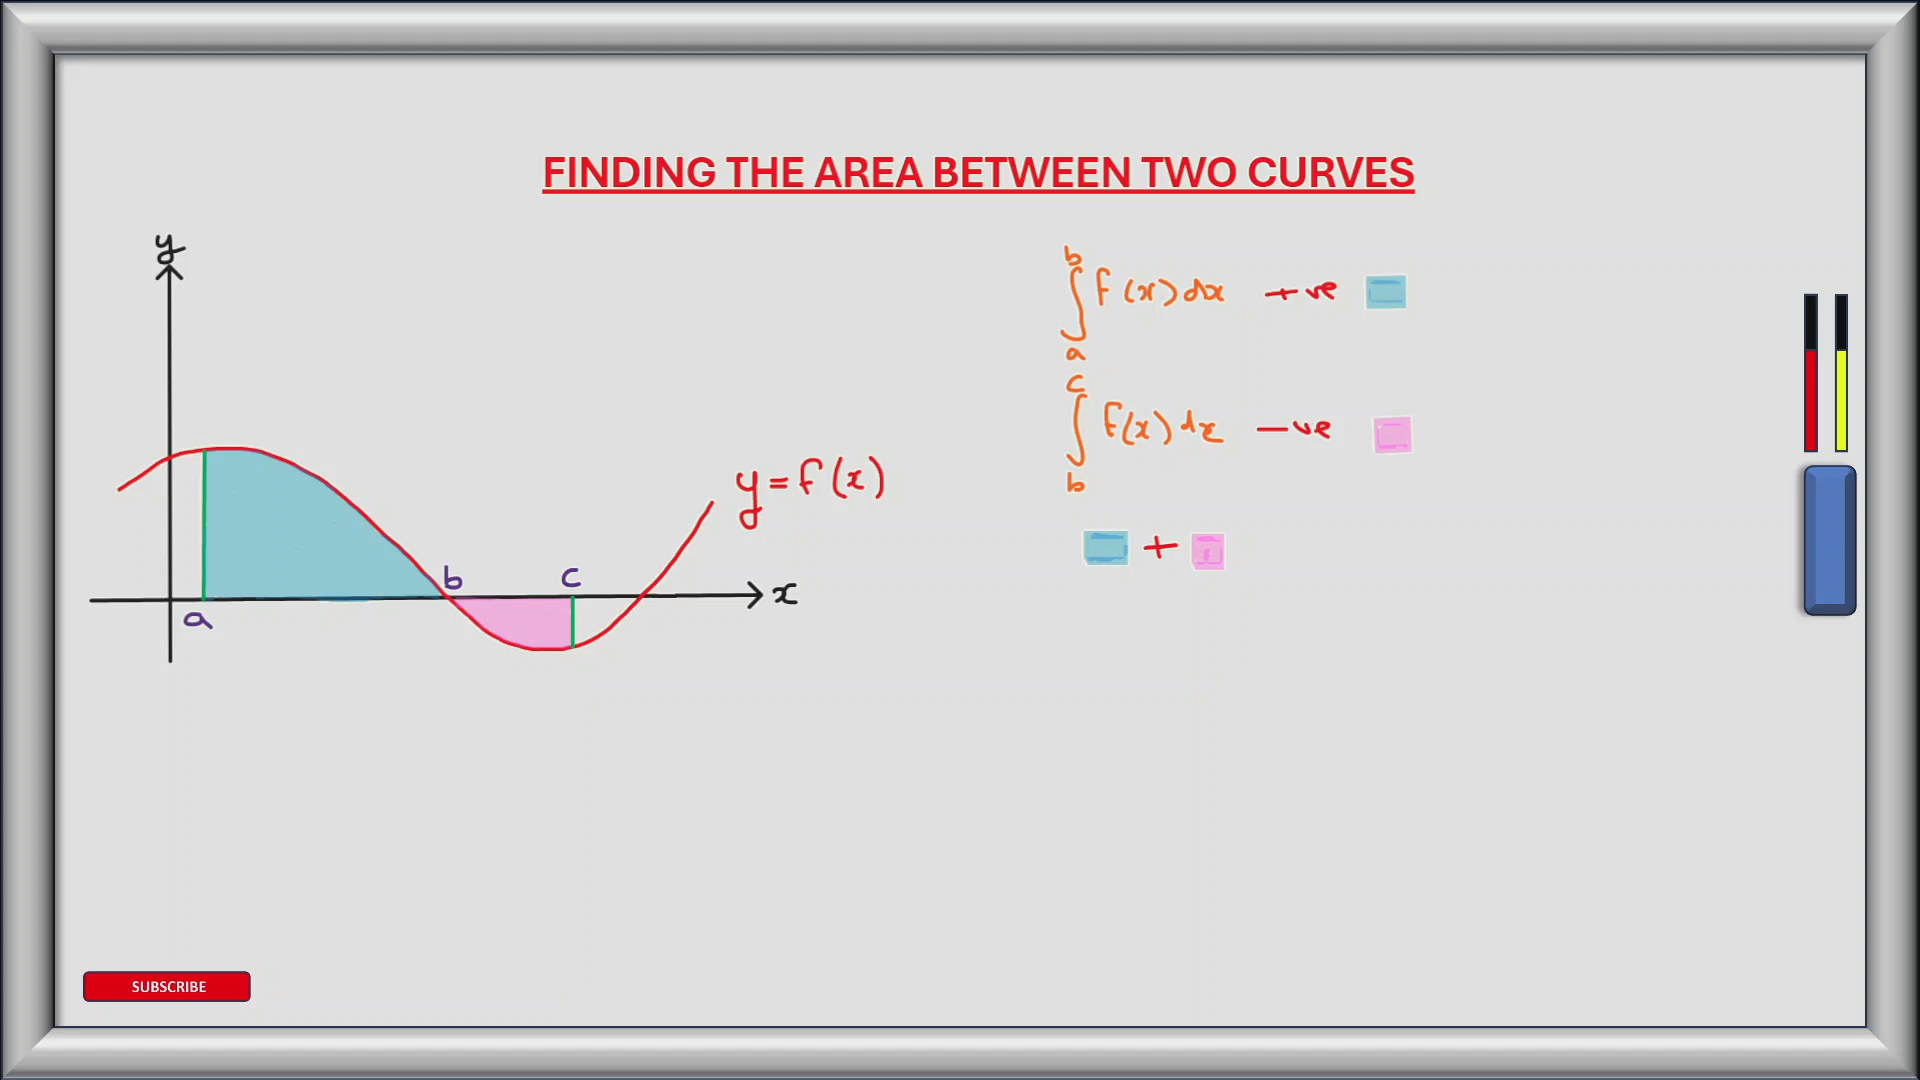 FINDING THE AREA BETWEEN TWO CURVES
y
b
∫ f(x) dx +ve
a
c
∫ f(x) dx -ve
b
y = f(x)
+
b
c
x
a
SUBSCRIBE